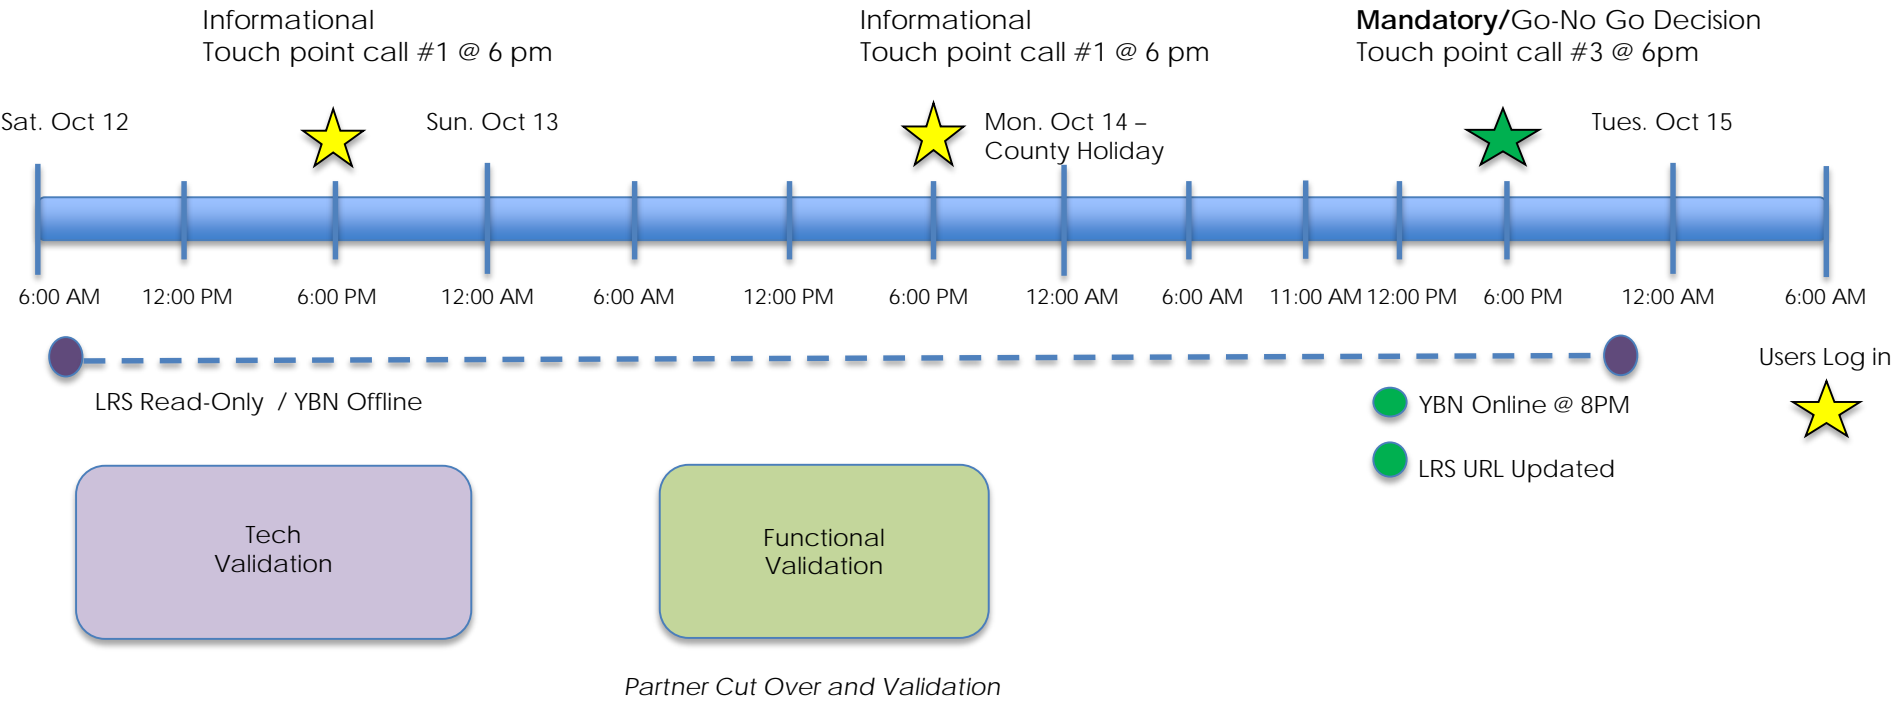 Informational
Touch point call #1 @ 6 pm
Informational
Touch point call #1 @ 6 pm
Mandatory/Go-No Go Decision
Touch point call #3 @ 6pm
Sat. Oct 12
Sun. Oct 13
Mon. Oct 14 –
County Holiday
Tues. Oct 15
6:00 AM
12:00 PM
6:00 PM
12:00 AM
6:00 AM
12:00 PM
6:00 PM
12:00 AM
6:00 AM
11:00 AM
12:00 PM
6:00 PM
12:00 AM
6:00 AM
LRS Read-Only / YBN Offline
Users Log in
YBN Online @ 8PM
LRS URL Updated
Tech
Validation
Functional
Validation
Partner Cut Over and Validation